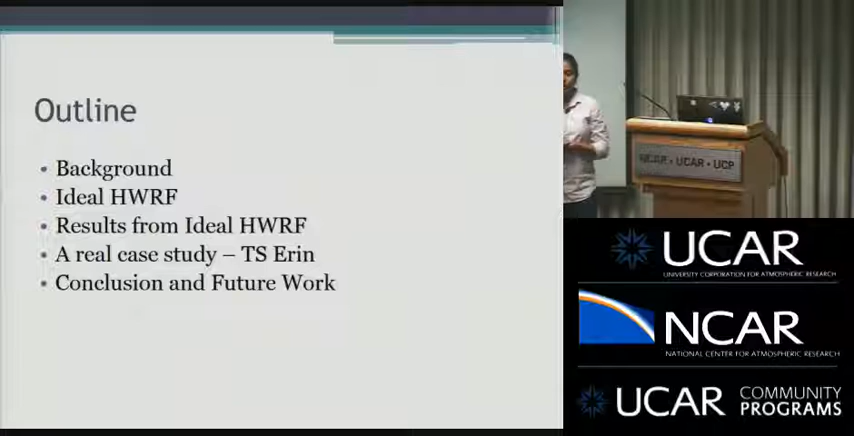 Outline
• Background
• Ideal HWRF
• Results from Ideal HWRF
• A real case study – TS Erin
• Conclusion and Future Work
NCAR • UCAR • UCP
UCAR
UNIVERSITY CORPORATION FOR ATMOSPHERIC RESEARCH
NCAR
NATIONAL CENTER FOR ATMOSPHERIC RESEARCH
UCAR COMMUNITY
PROGRAMS